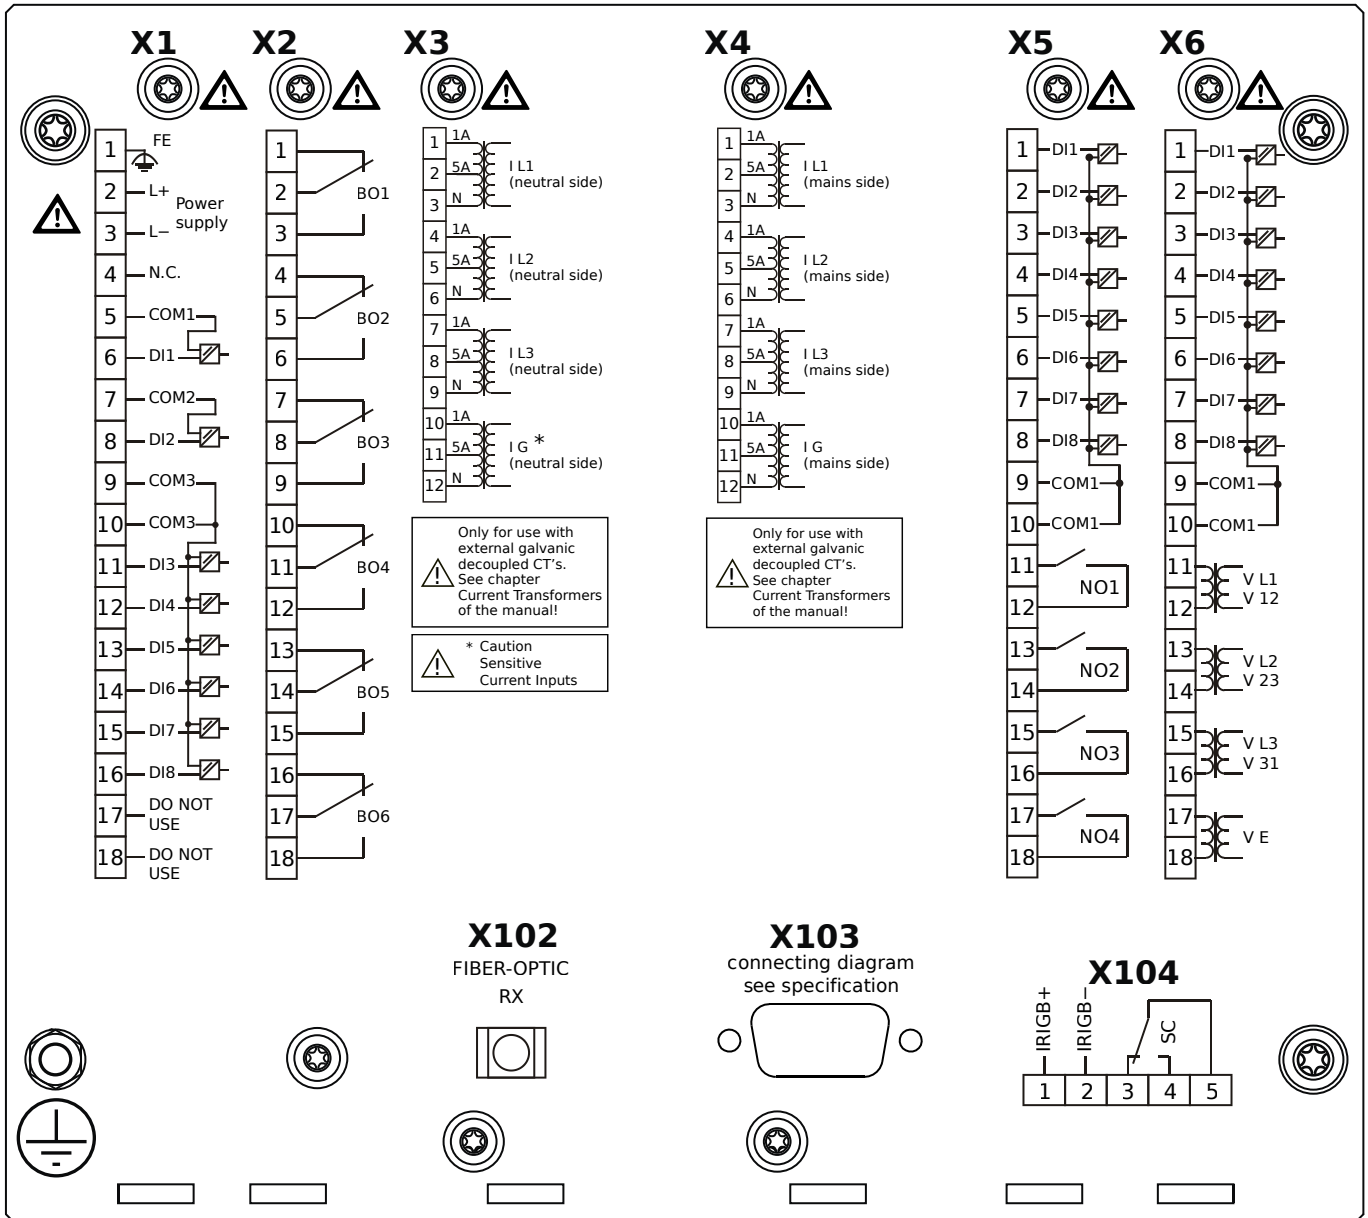 X1
X2
X3
X4
X5
X6
1
FE
2
L+
Power
supply
3
L−
4
N.C.
5
COM1
6
DI1
7
COM2
8
DI2
9
COM3
10
COM3
11
DI3
12
DI4
13
DI5
14
DI6
15
DI7
16
DI8
17
DO NOT
USE
18
DO NOT
USE
1
2
BO1
3
4
5
BO2
6
7
8
BO3
9
10
11
BO4
12
13
14
BO5
15
16
17
BO6
18
1
1A
2
5A
I L1
(neutral side)
3
N
4
1A
5
5A
I L2
(neutral side)
6
N
7
1A
8
5A
I L3
(neutral side)
9
N
10
1A
11
5A
I G *
(neutral side)
12
N
Only for use with
external galvanic
decoupled CT's.
See chapter
Current Transformers
of the manual!
* Caution
Sensitive
Current Inputs
1
1A
2
5A
I L1
(mains side)
3
N
4
1A
5
5A
I L2
(mains side)
6
N
7
1A
8
5A
I L3
(mains side)
9
N
10
1A
11
5A
I G
(mains side)
12
N
Only for use with
external galvanic
decoupled CT's.
See chapter
Current Transformers
of the manual!
1
DI1
2
DI2
3
DI3
4
DI4
5
DI5
6
DI6
7
DI7
8
DI8
9
COM1
10
COM1
11
NO1
12
13
NO2
14
15
NO3
16
17
NO4
18
1
DI1
2
DI2
3
DI3
4
DI4
5
DI5
6
DI6
7
DI7
8
DI8
9
COM1
10
COM1
11
V L1
V 12
12
13
V L2
V 23
14
15
V L3
V 31
16
17
V E
18
X102
FIBER-OPTIC
RX
X103
connecting diagram
see specification
X104
IRIGB+
IRIGB−
SC
1 2 3 4 5